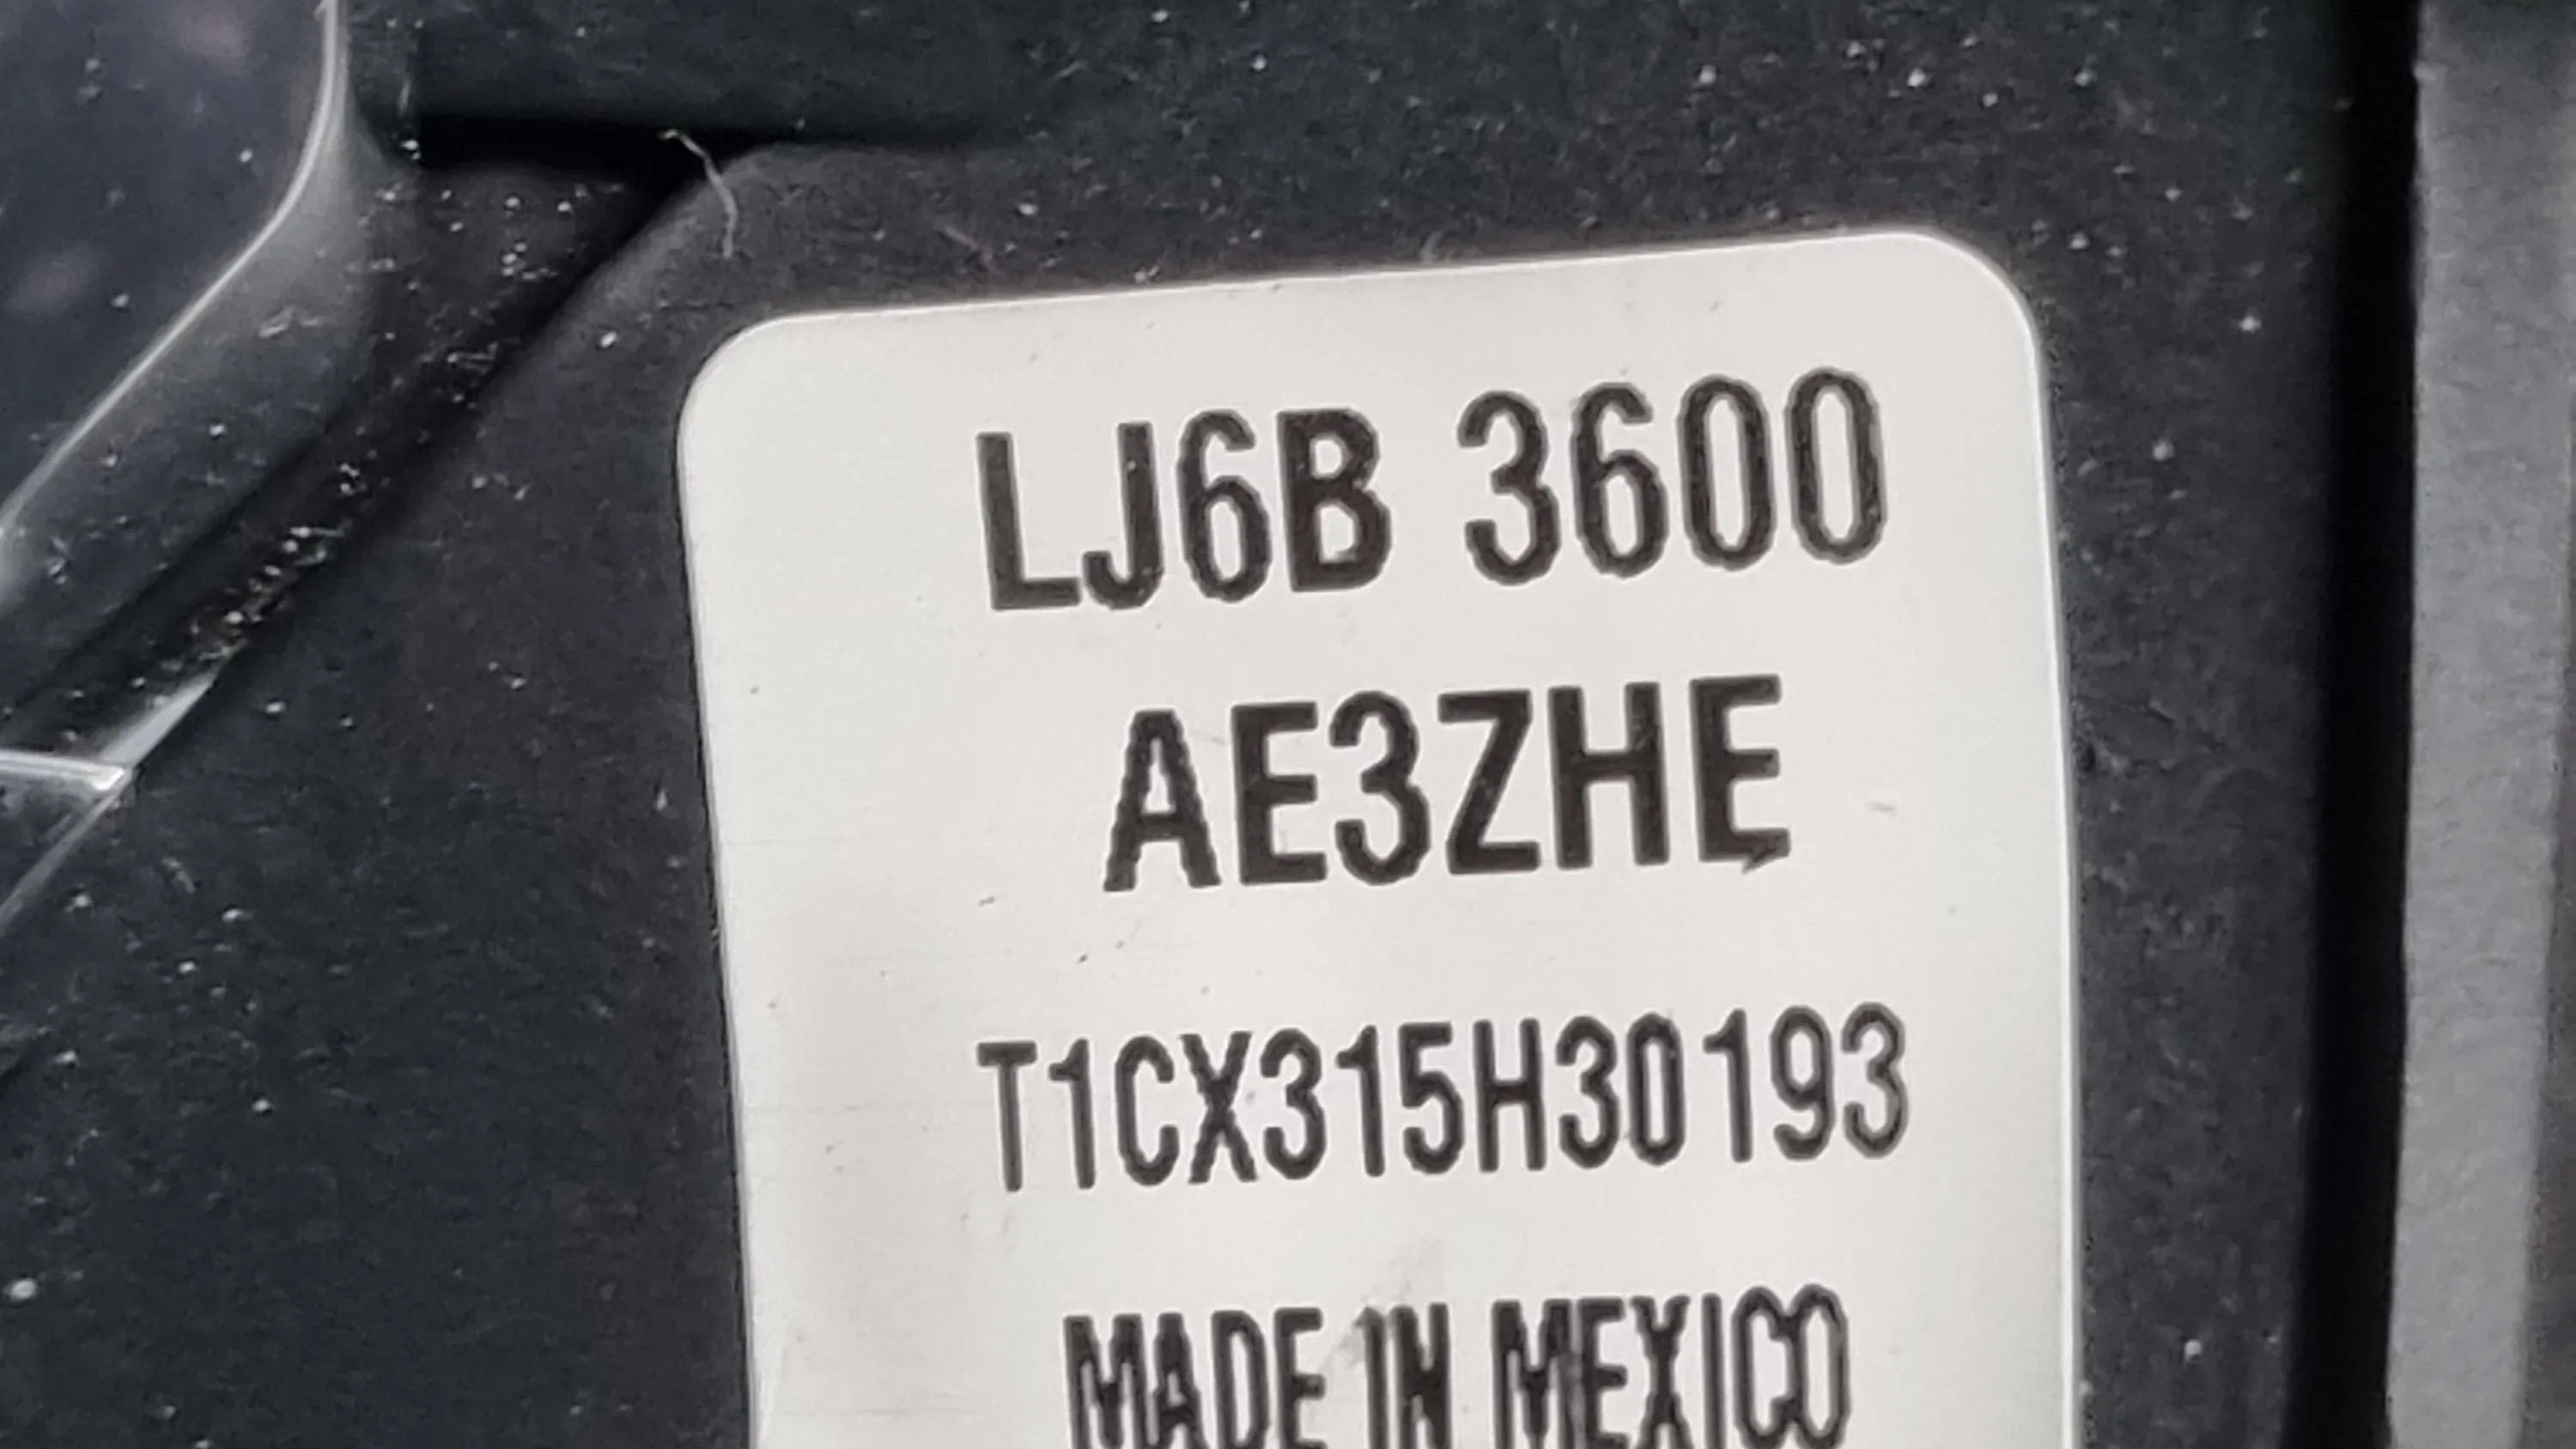 LJ6B 3600
AE3ZHE
T1CX315H30193
MADE IN MEXICO